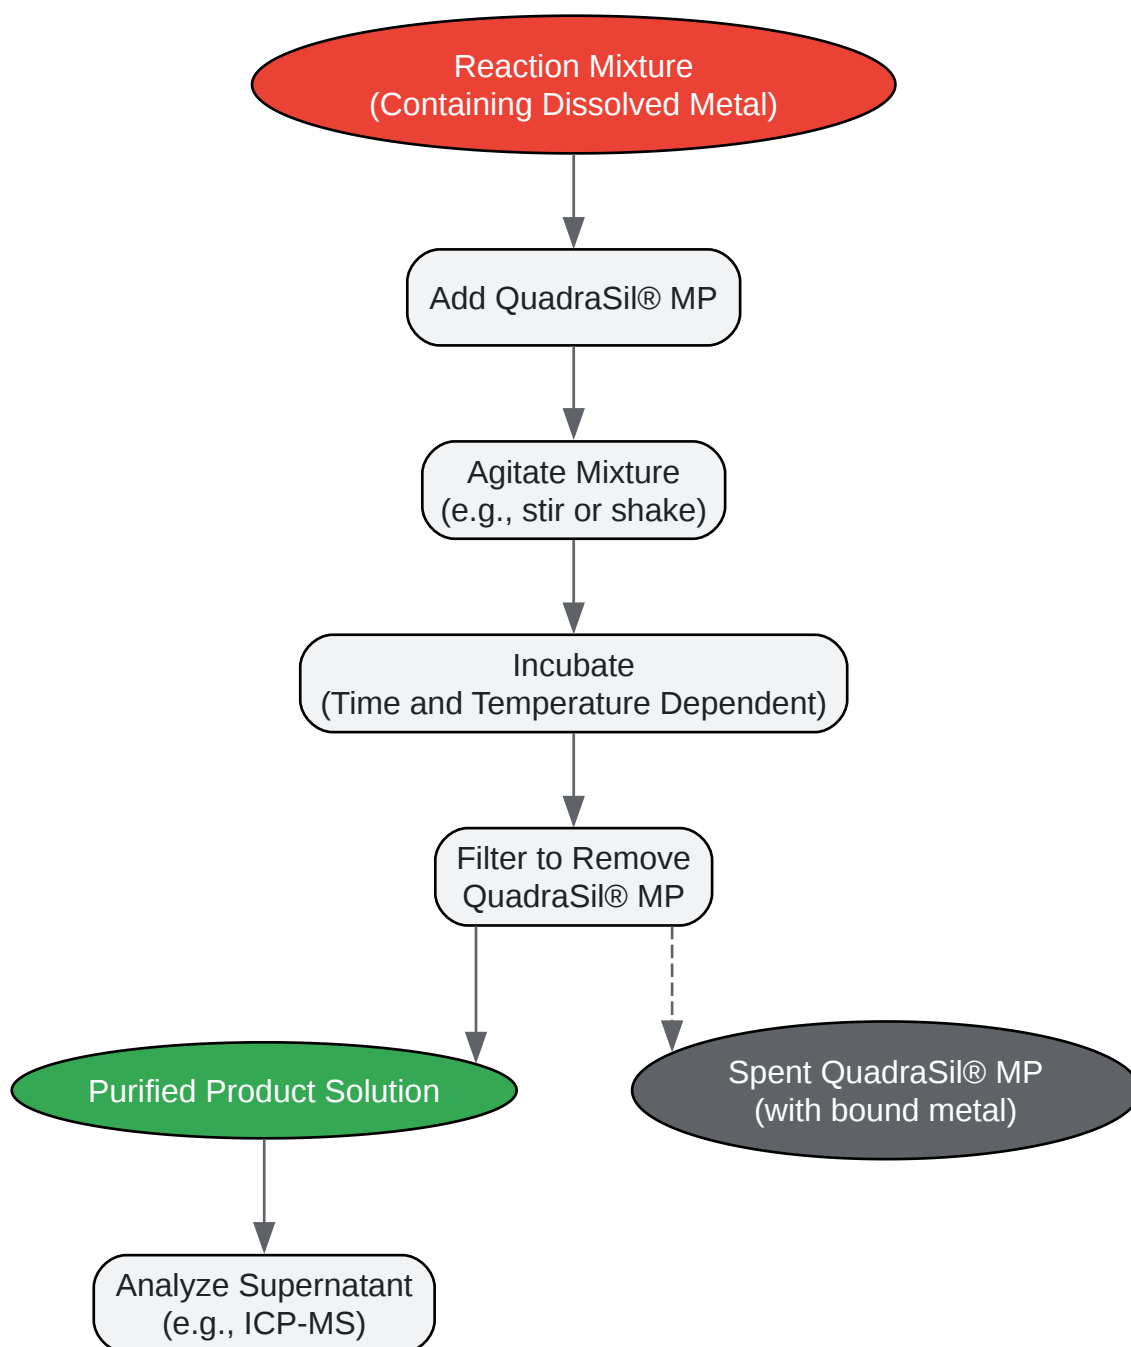 Reaction Mixture
(Containing Dissolved Metal)
Add QuadraSil® MP
Agitate Mixture
(e.g., stir or shake)
Incubate
(Time and Temperature Dependent)
Filter to Remove
QuadraSil® MP
Purified Product Solution
Spent QuadraSil® MP
(with bound metal)
Analyze Supernatant
(e.g., ICP-MS)